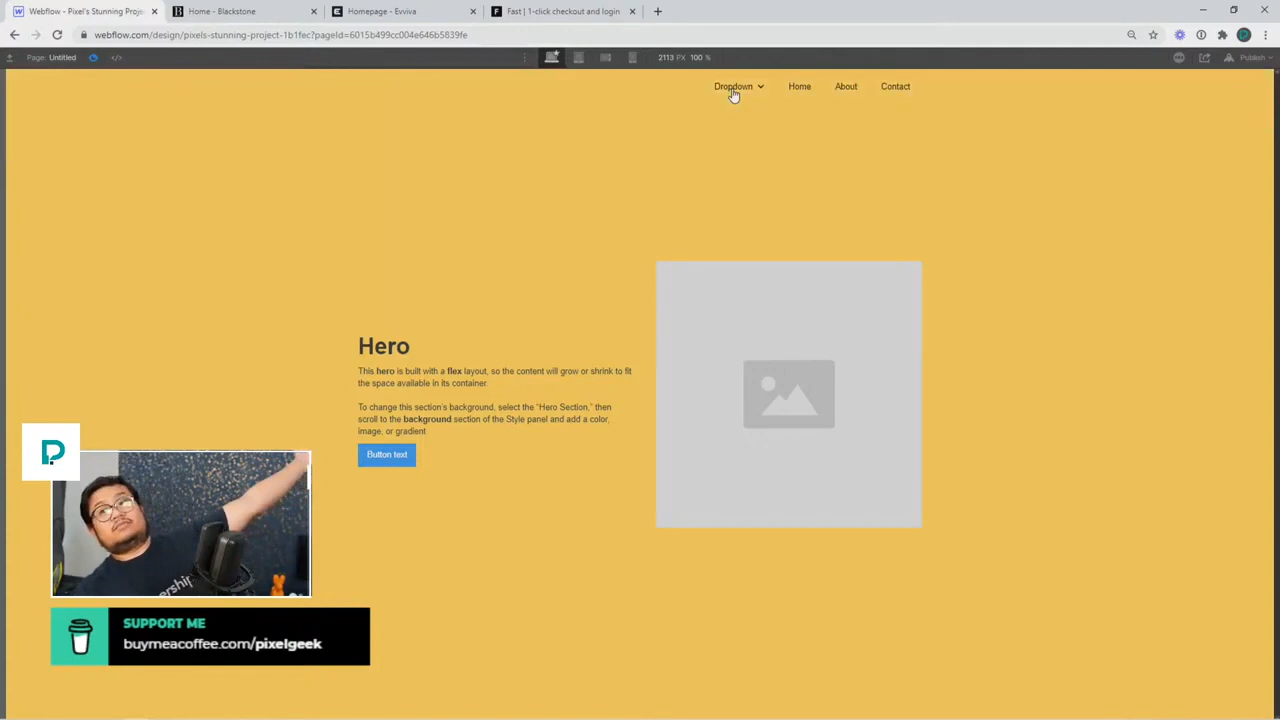 Webflow - Pixel's Stunning Proj
Home - Blackstone
Homepage - Evviva
Fast | 1-click checkout and login
webflow.com/design/pixels-stunning-project-1b1fec?pageId=6015b499cc004e646b5839fe
Page: Untitled
2113 PX 100 %
Publish
Dropdown
Home
About
Contact
Hero
This hero is built with a flex layout, so the content will grow or shrink to fit
the space available in its container.
To change this section's background, select the "Hero Section," then
scroll to the background section of the Style panel and add a color,
image, or gradient
Button text
ership
SUPPORT ME
buymeacoffee.com/pixelgeek